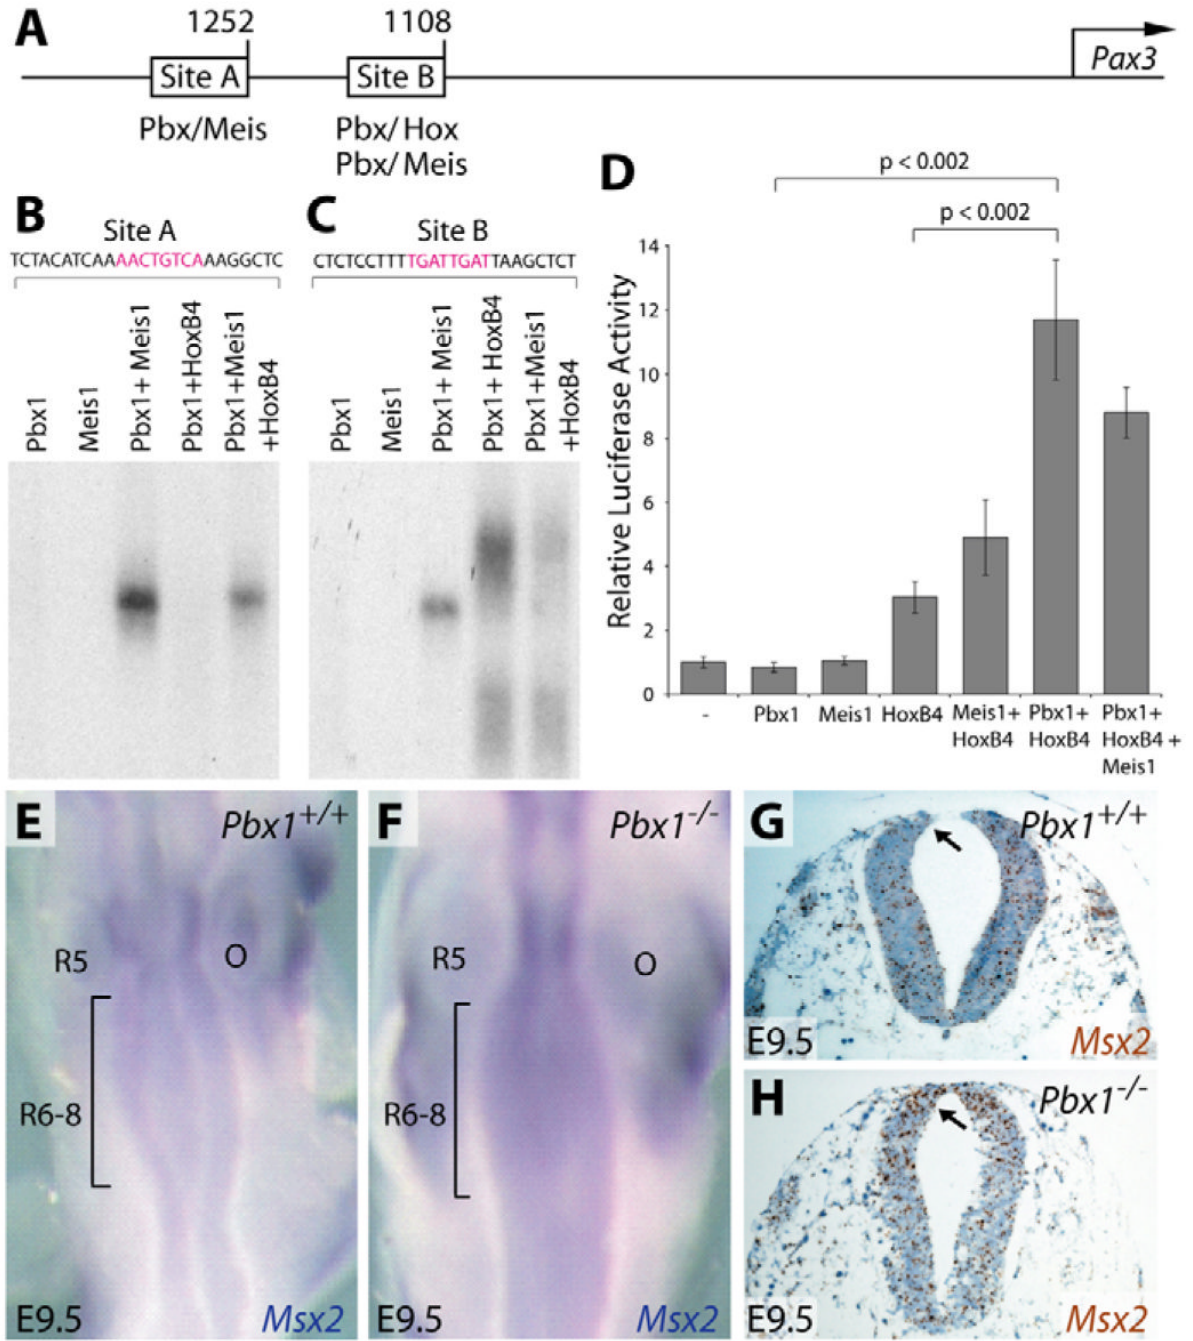 A
1252
1108
Site A
Site B
Pax3
Pbx/Meis
Pbx/Hox
Pbx/Meis
B
Site A
TCTACATCAAAACTGTCAAAGGCTC
Pbx1
Meis1
Pbx1+ Meis1
Pbx1+HoxB4
Pbx1+Meis1
+HoxB4
C
Site B
CTCTCCTTTTGATTGATTAAGCTCT
Pbx1
Meis1
Pbx1+ Meis1
Pbx1+ HoxB4
Pbx1+Meis1
+HoxB4
D
p < 0.002
p < 0.002
Relative Luciferase Activity
14
12
10
8
6
4
2
0
-
Pbx1
Meis1
HoxB4
Meis1+
HoxB4
Pbx1+
HoxB4
Pbx1+
HoxB4 +
Meis1
E
Pbx1+/+
R5
O
R6-8
E9.5
Msx2
F
Pbx1-/-
R5
O
R6-8
E9.5
Msx2
G
Pbx1+/+
E9.5
Msx2
H
Pbx1-/-
E9.5
Msx2